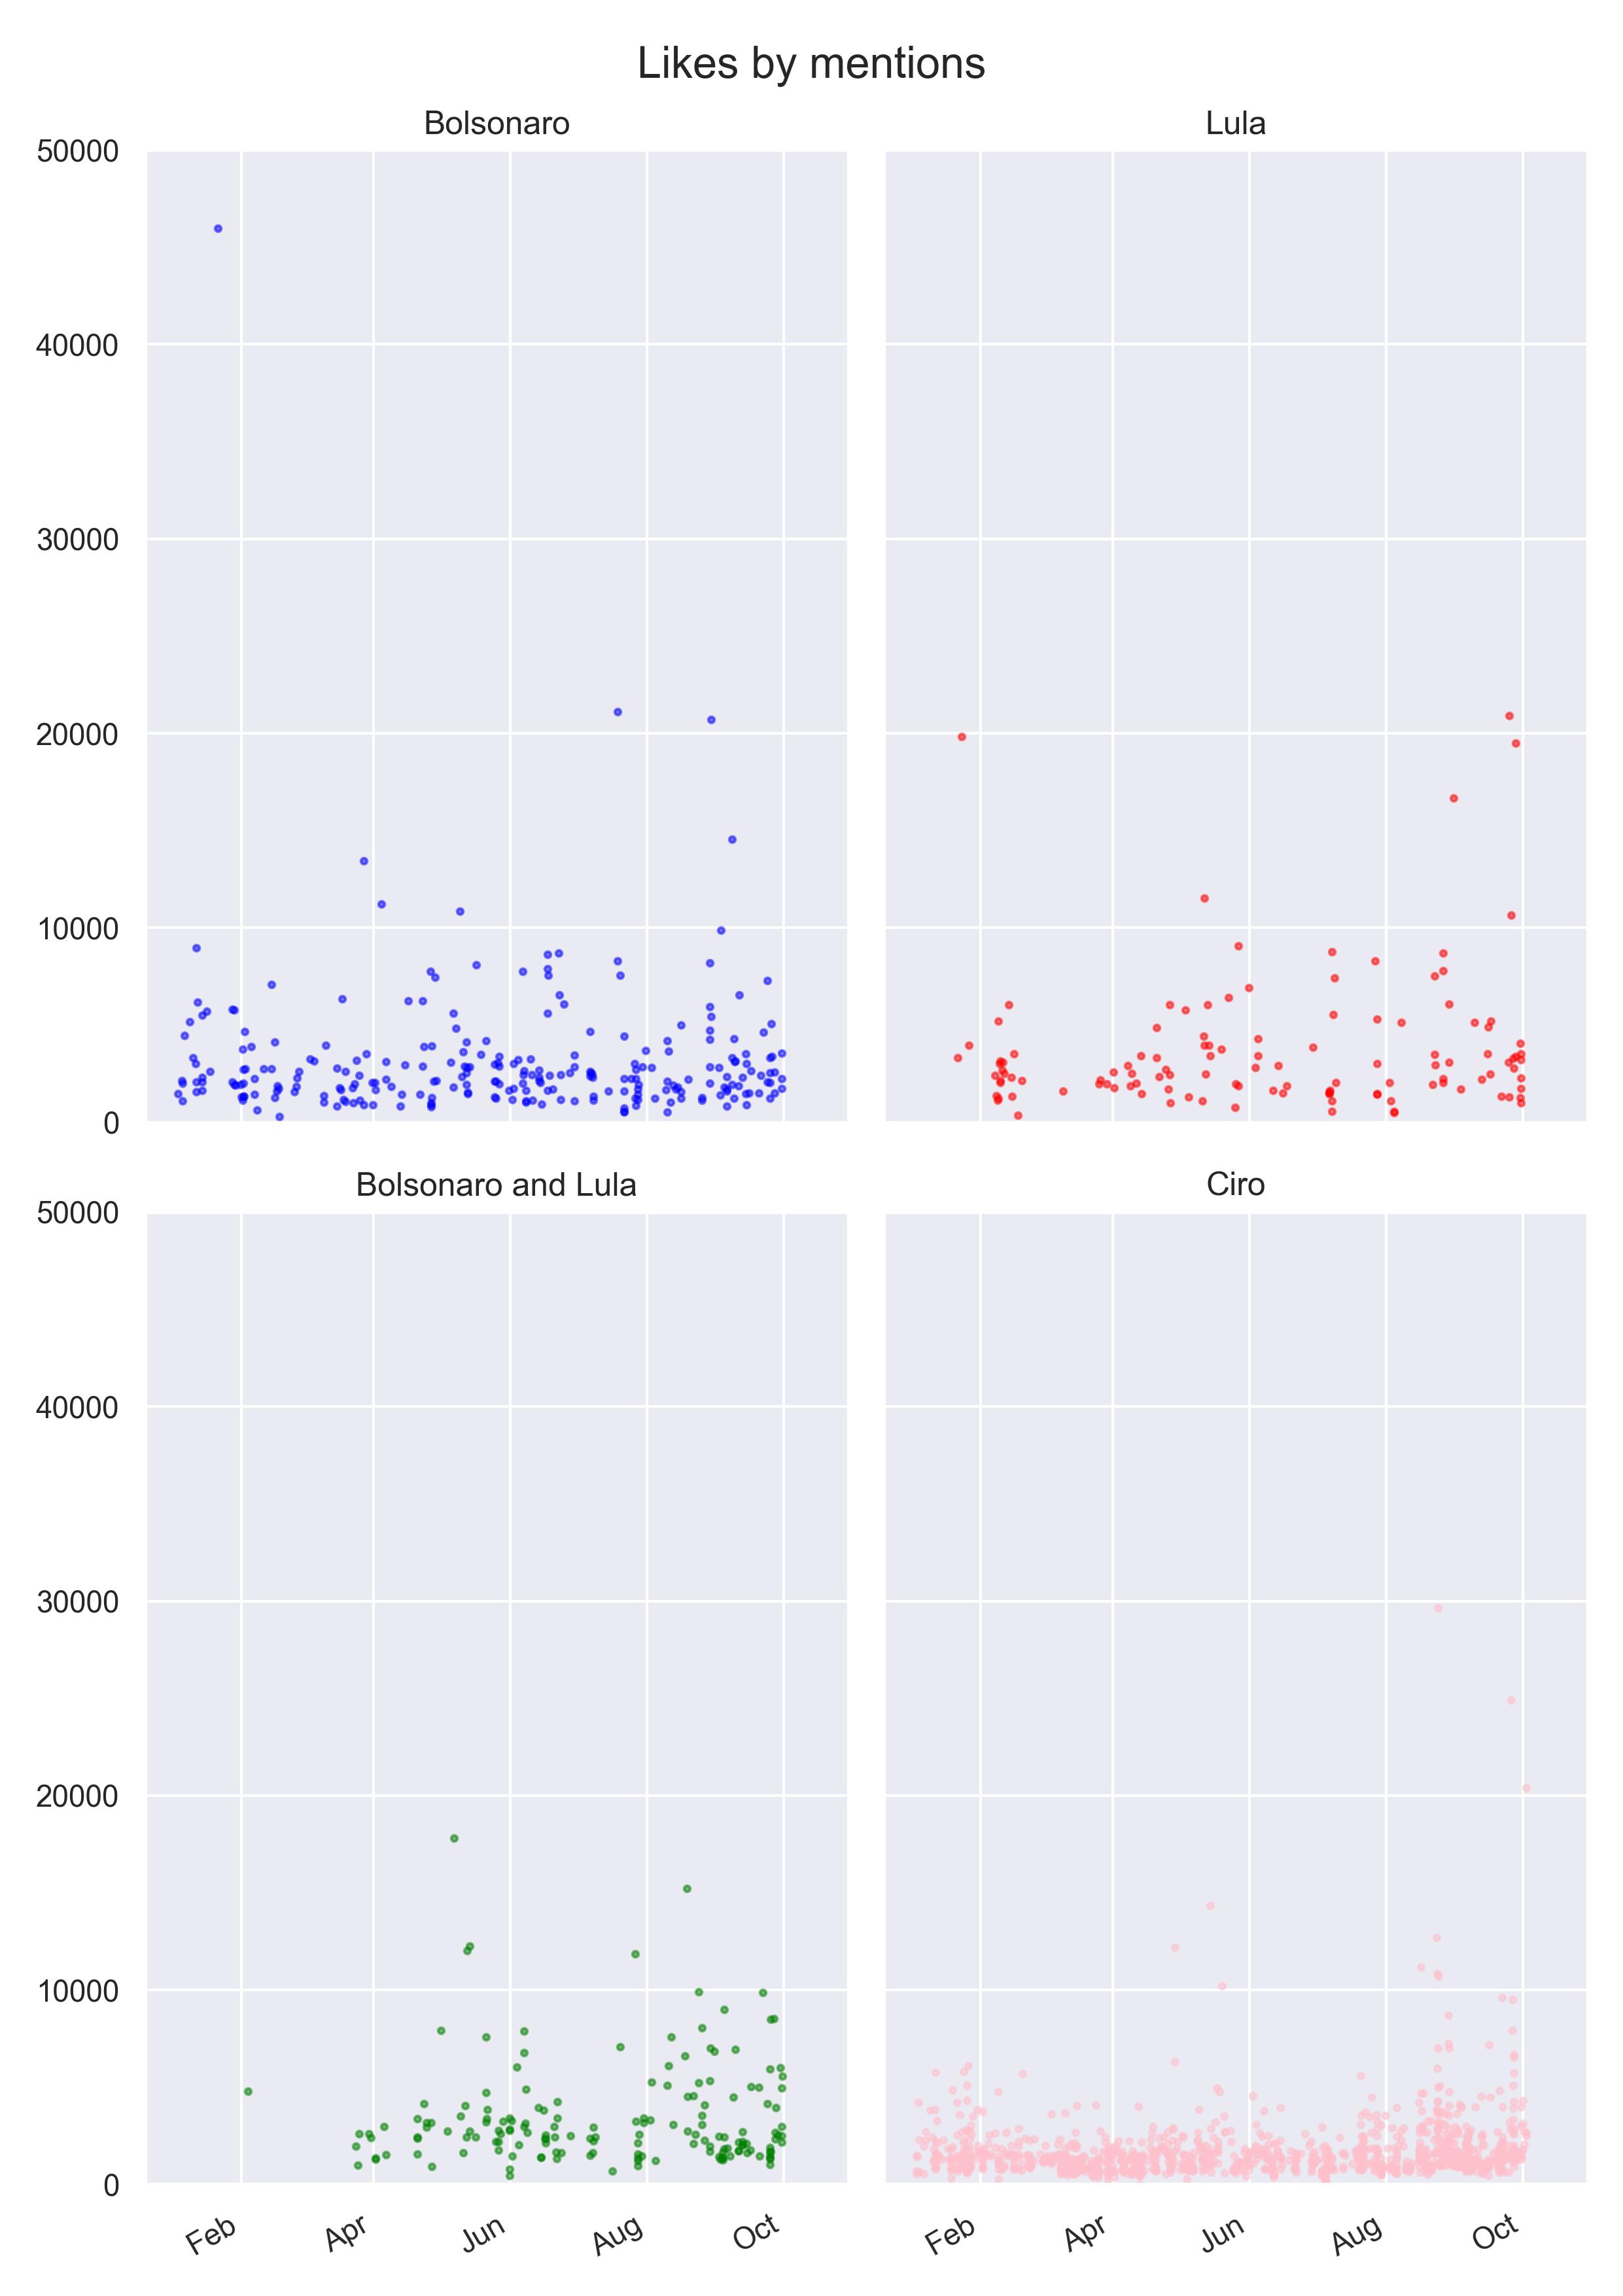 Likes by mentions
Bolsonaro
Lula
50000
40000
30000
20000
10000
0
Bolsonaro and Lula
Ciro
50000
40000
30000
20000
10000
0
Feb
Apr
Jun
Aug
Oct
Feb
Apr
Jun
Aug
Oct